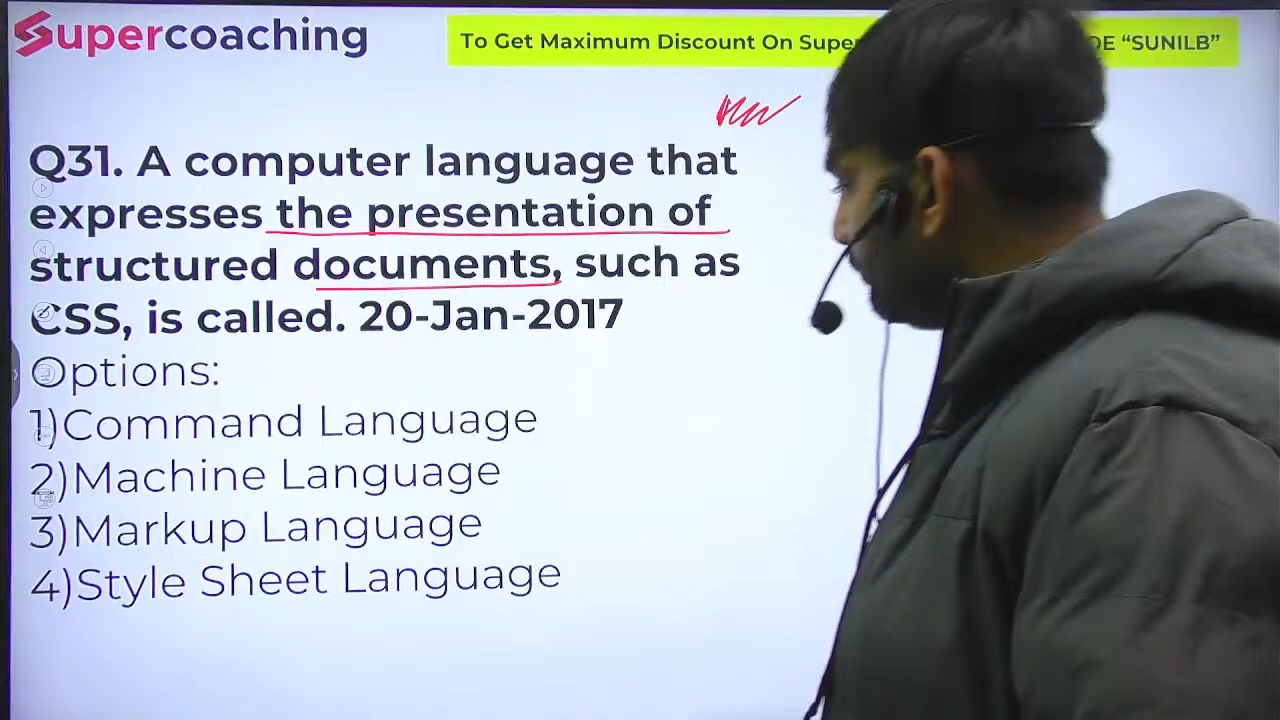 Supercoaching
To Get Maximum Discount On Super
DE “SUNILB”
Q31. A computer language that
expresses the presentation of
structured documents, such as
CSS, is called. 20-Jan-2017
Options:
1)Command Language
2)Machine Language
3)Markup Language
4)Style Sheet Language